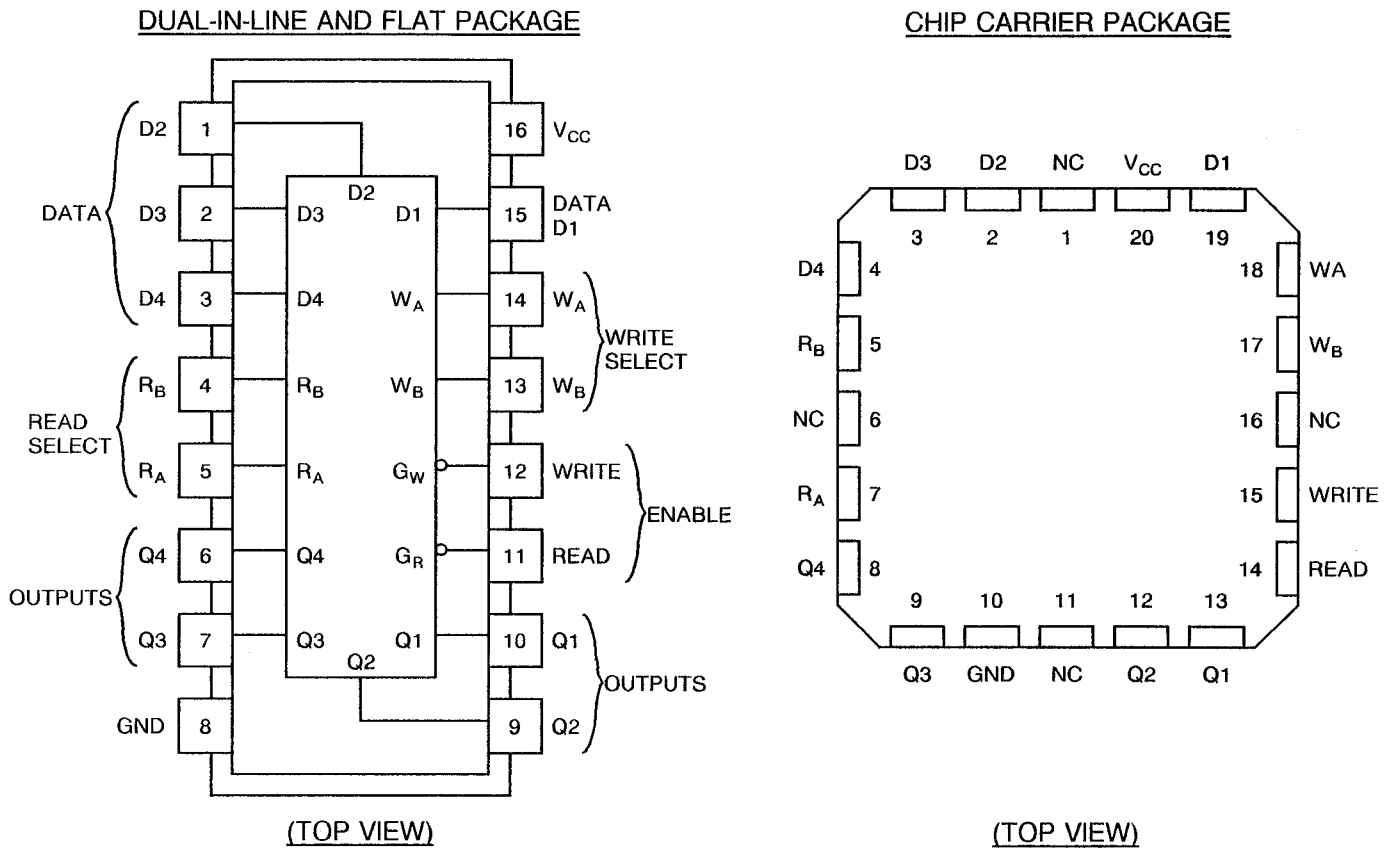 DUAL-IN-LINE AND FLAT PACKAGE
D2 1
D3 2
D4 3
DATA
RB 4
RA 5
READ
SELECT
Q4 6
Q3 7
OUTPUTS
GND 8
D2
D3
D4
RB
RA
Q4
Q3
Q2
D1
WA
WB
GW
GR
Q1
16 VCC
15 DATA
D1
14 WA
13 WB
WRITE
SELECT
12 WRITE
11 READ
ENABLE
10 Q1
9 Q2
OUTPUTS
(TOP VIEW)
CHIP CARRIER PACKAGE
D3 D2 NC VCC D1
3 2 1 20 19
D4 4
RB 5
NC 6
RA 7
Q4 8
18 WA
17 WB
16 NC
15 WRITE
14 READ
9 10 11 12 13
Q3 GND NC Q2 Q1
(TOP VIEW)